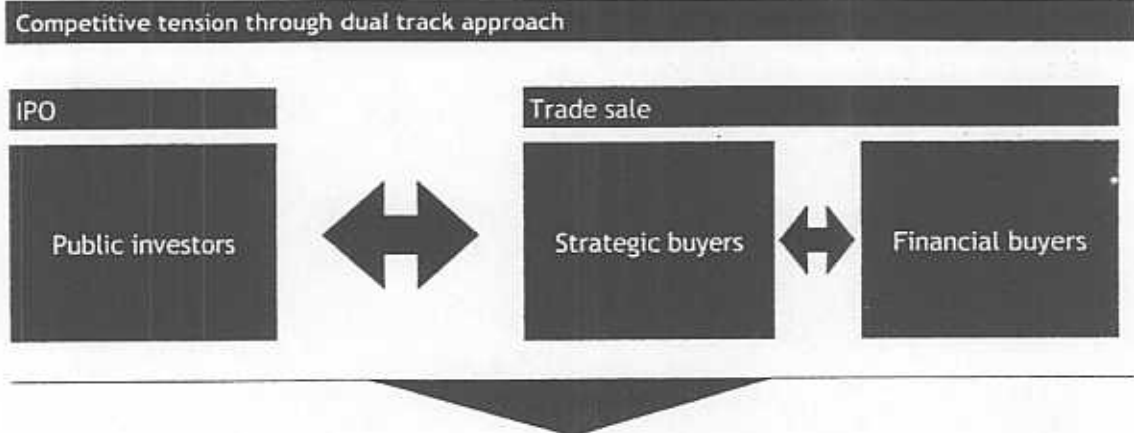 Competitive tension through dual track approach
IPO
Trade sale
Public investors
Strategic buyers
Financial buyers